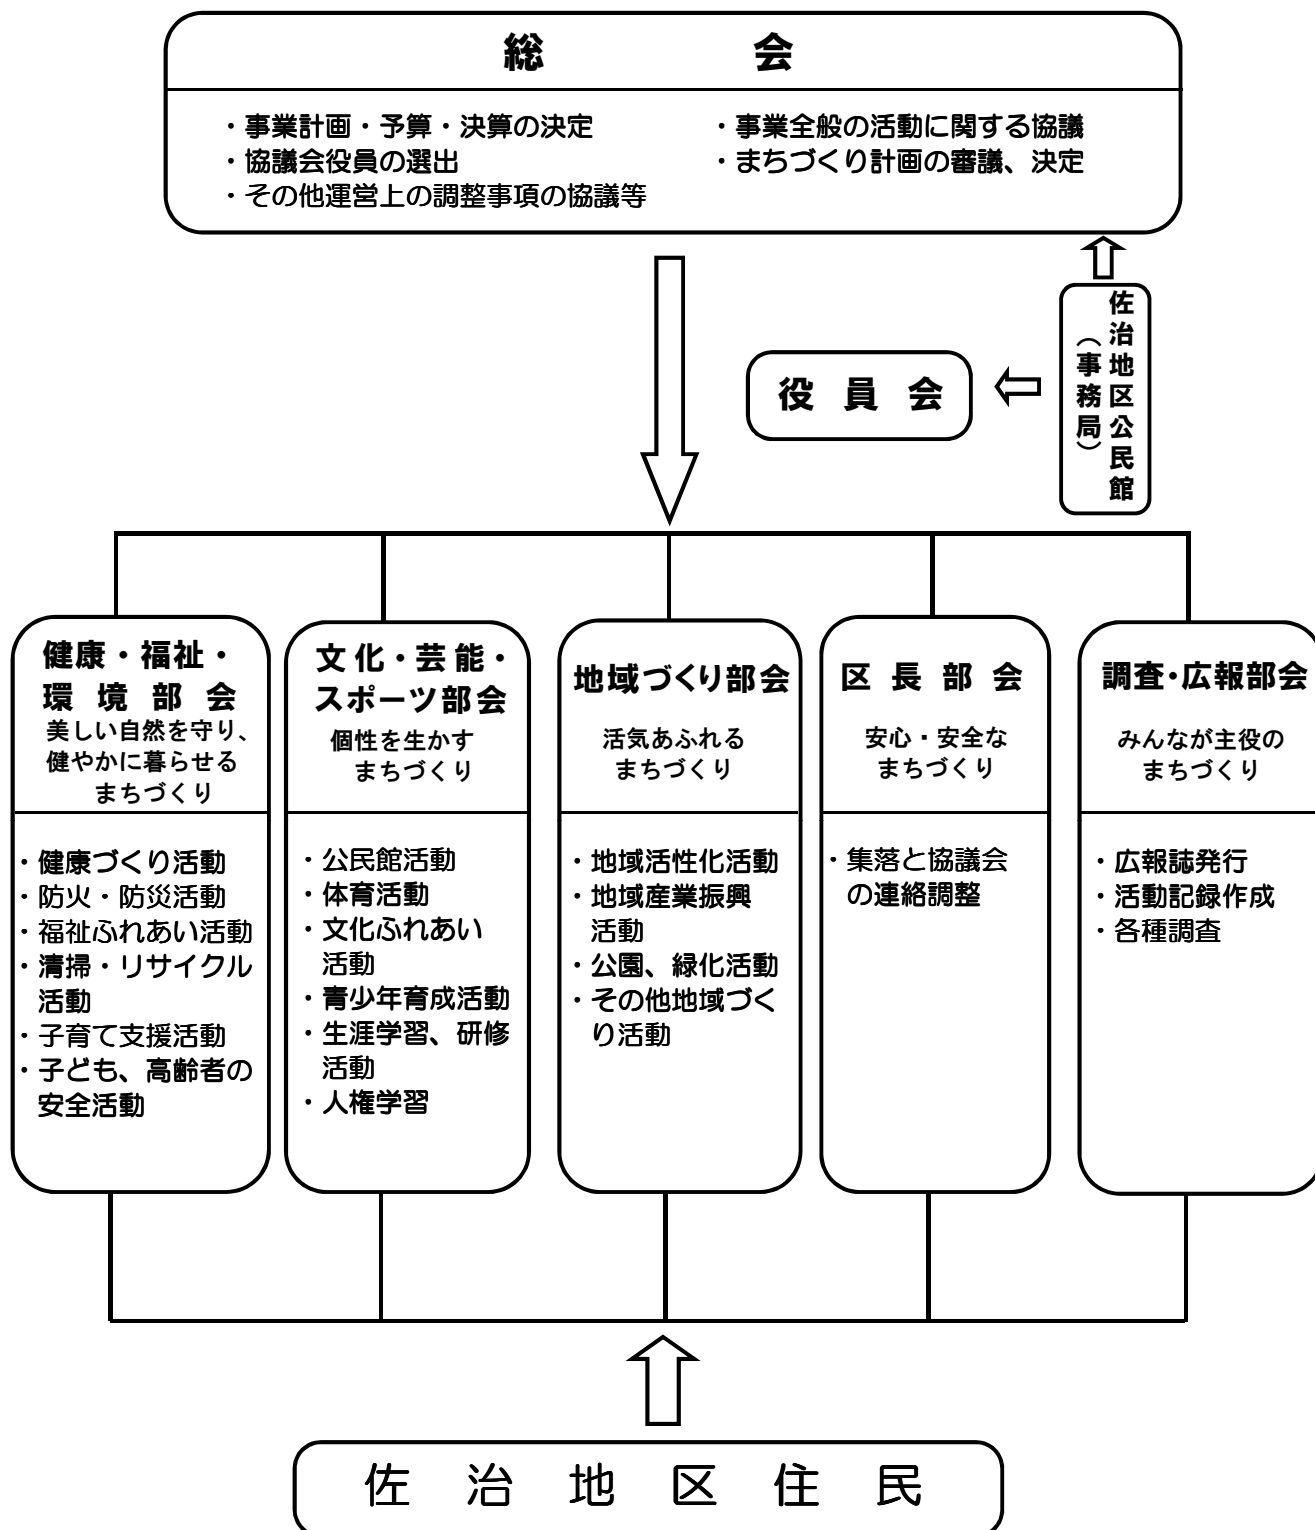 総会
・事業計画・予算・決算の決定
・協議会役員の選出
・その他運営上の調整事項の協議等
・事業全般の活動に関する協議
・まちづくり計画の審議、決定
佐治地区公民館
（事務局）
役員会
健康・福祉・
環境部会
美しい自然を守り、
健やかに暮らせる
まちづくり
・健康づくり活動
・防火・防災活動
・福祉ふれあい活動
・清掃・リサイクル
活動
・子育て支援活動
・子ども、高齢者の
安全活動
文化・芸能・
スポーツ部会
個性を生かす
まちづくり
・公民館活動
・体育活動
・文化ふれあい
活動
・青少年育成活動
・生涯学習、研修
活動
・人権学習
地域づくり部会
活気あふれる
まちづくり
・地域活性化活動
・地域産業振興
活動
・公園、緑化活動
・その他地域づく
り活動
区長部会
安心・安全な
まちづくり
・集落と協議会
の連絡調整
調査・広報部会
みんなが主役の
まちづくり
・広報誌発行
・活動記録作成
・各種調査
佐治地区住民